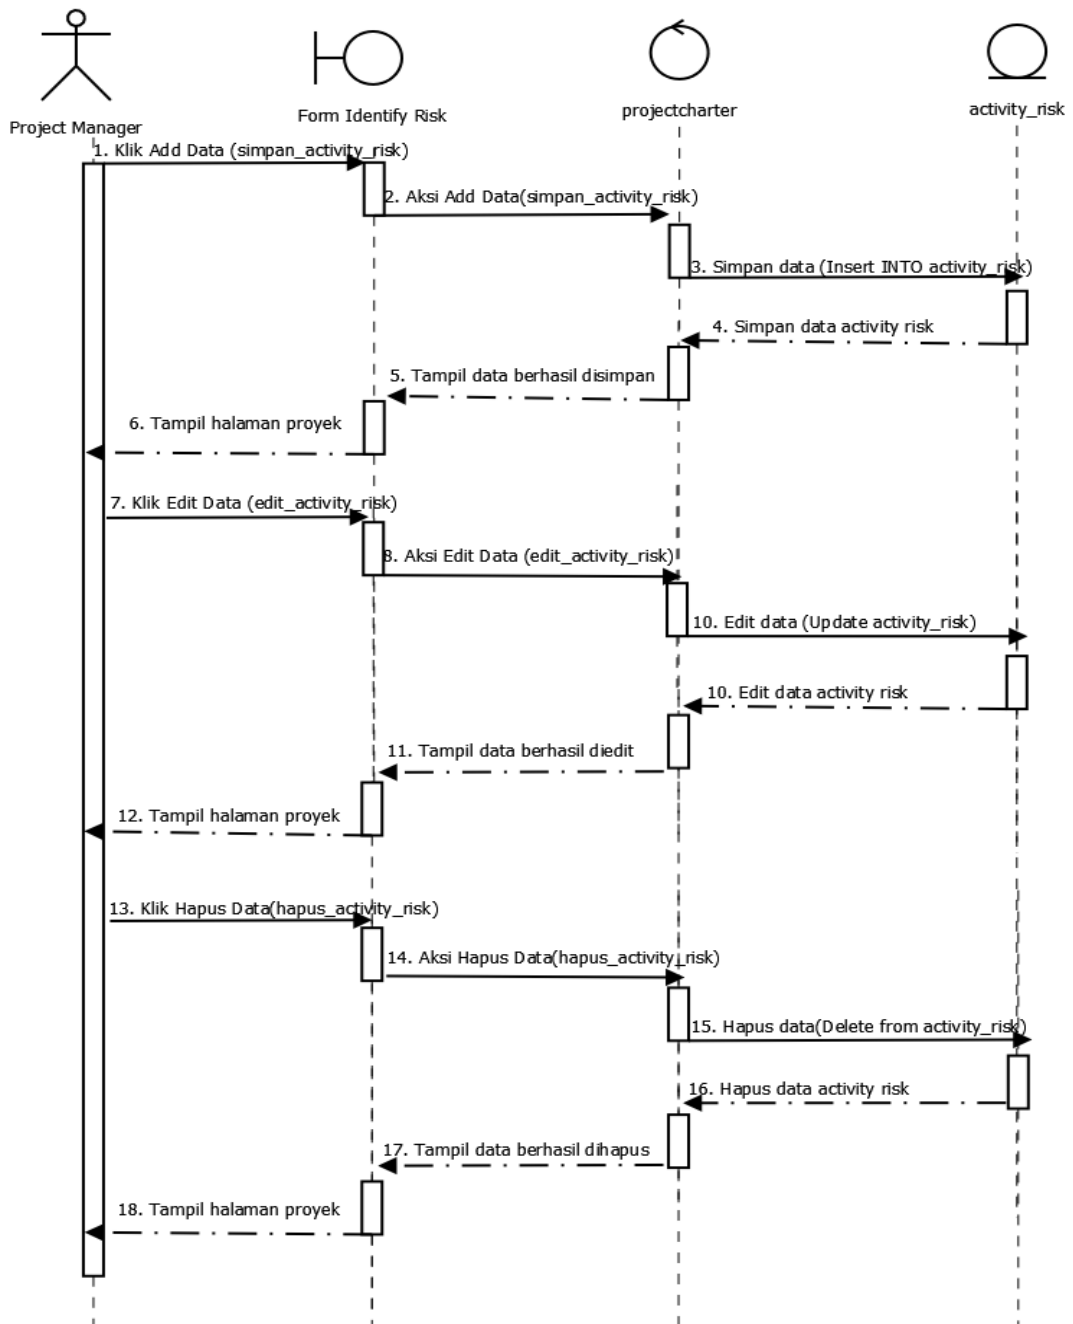 Project Manager
Form Identify Risk
projectcharter
activity_risk
1. Klik Add Data (simpan_activity_risk)
2. Aksi Add Data(simpan_activity_risk)
3. Simpan data (Insert INTO activity_risk)
4. Simpan data activity risk
5. Tampil data berhasil disimpan
6. Tampil halaman proyek
7. Klik Edit Data (edit_activity_risk)
8. Aksi Edit Data (edit_activity_risk)
10. Edit data (Update activity_risk)
10. Edit data activity risk
11. Tampil data berhasil diedit
12. Tampil halaman proyek
13. Klik Hapus Data(hapus_activity_risk)
14. Aksi Hapus Data(hapus_activity_risk)
15. Hapus data(Delete from activity_risk)
16. Hapus data activity risk
17. Tampil data berhasil dihapus
18. Tampil halaman proyek